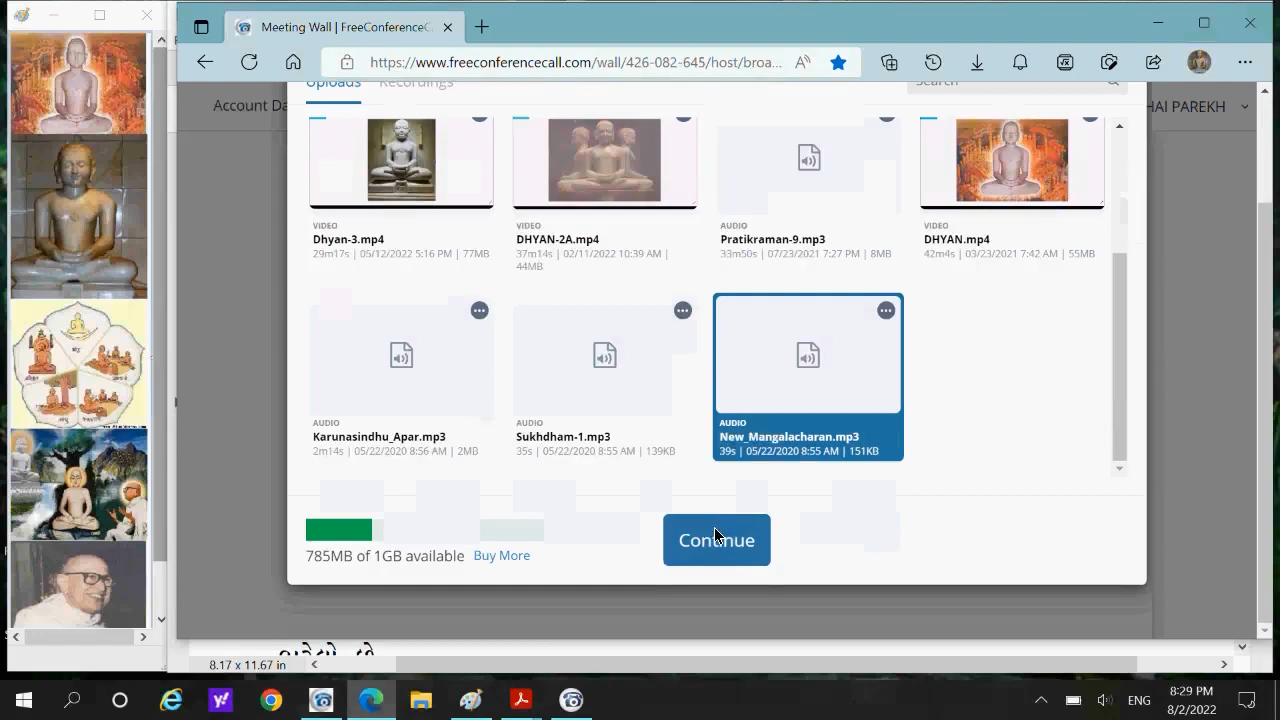 Meeting Wall | FreeConferenceC
https://www.freeconferencecall.com/wall/426-082-645/host/broa...
Account Da
HAI PAREKH
Uploads
Recordings
Search
VIDEO
Dhyan-3.mp4
29m17s | 05/12/2022 5:16 PM | 77MB
VIDEO
DHYAN-2A.mp4
37m14s | 02/11/2022 10:39 AM |
44MB
AUDIO
Pratikraman-9.mp3
33m50s | 07/23/2021 7:27 PM | 8MB
VIDEO
DHYAN.mp4
42m4s | 03/23/2021 7:42 AM | 55MB
AUDIO
Karunasindhu_Apar.mp3
2m14s | 05/22/2020 8:56 AM | 2MB
AUDIO
Sukhdham-1.mp3
35s | 05/22/2020 8:55 AM | 139KB
AUDIO
New_Mangalacharan.mp3
39s | 05/22/2020 8:55 AM | 151KB
785MB of 1GB available
Buy More
Continue
8.17 x 11.67 in
ENG
8:29 PM
8/2/2022